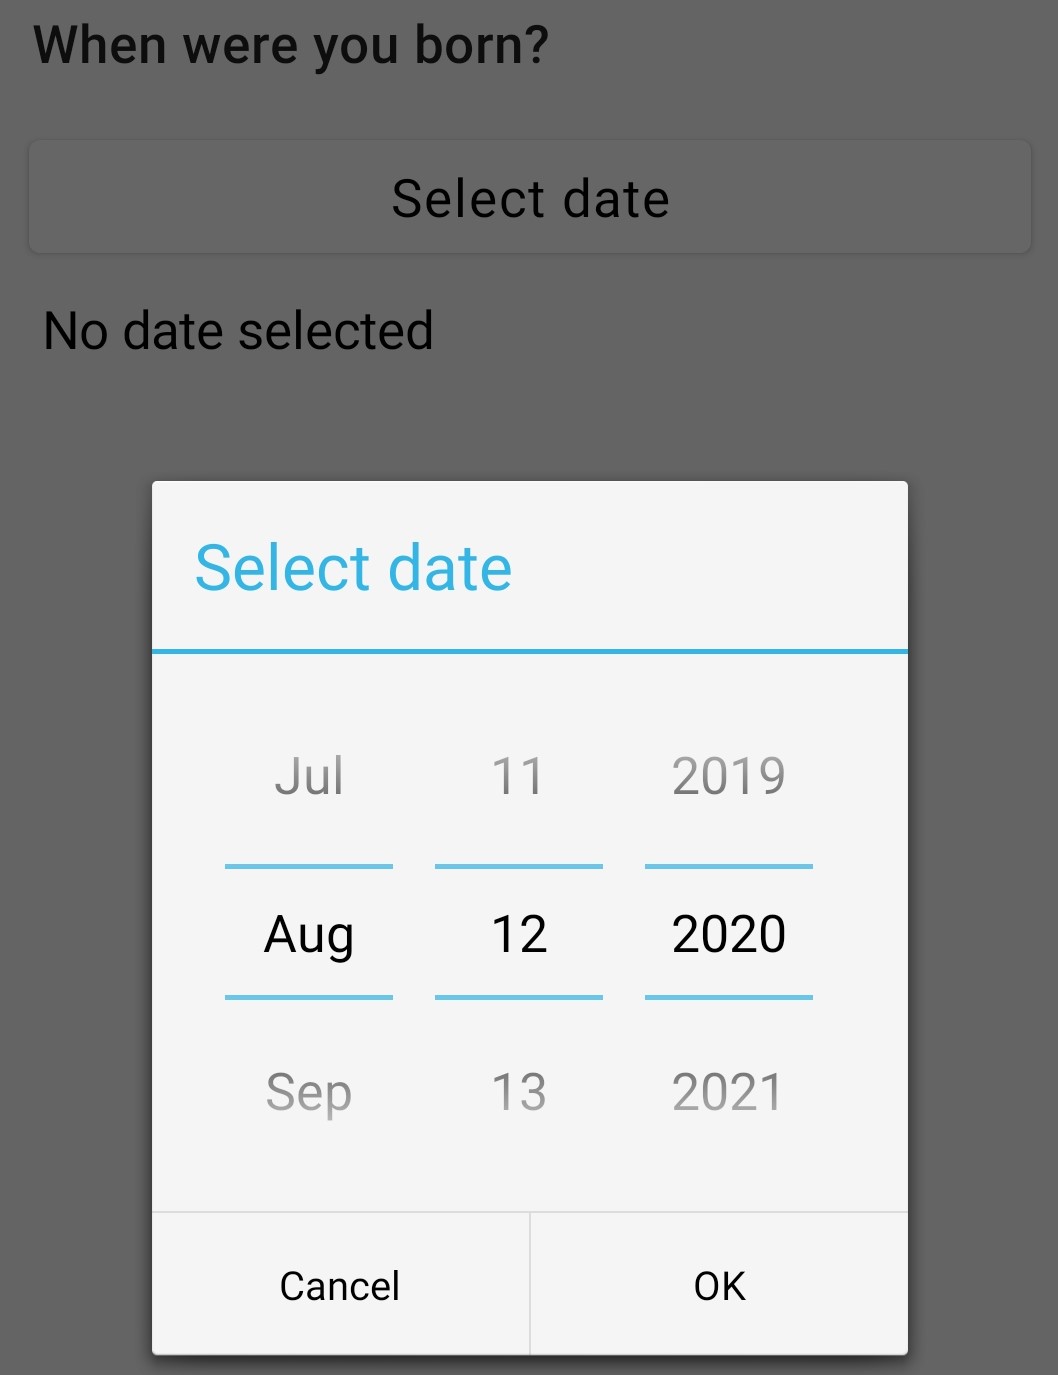 When were you born?
Select date
No date selected
Select date
Jul 11 2019
Aug 12 2020
Sep 13 2021
Cancel OK